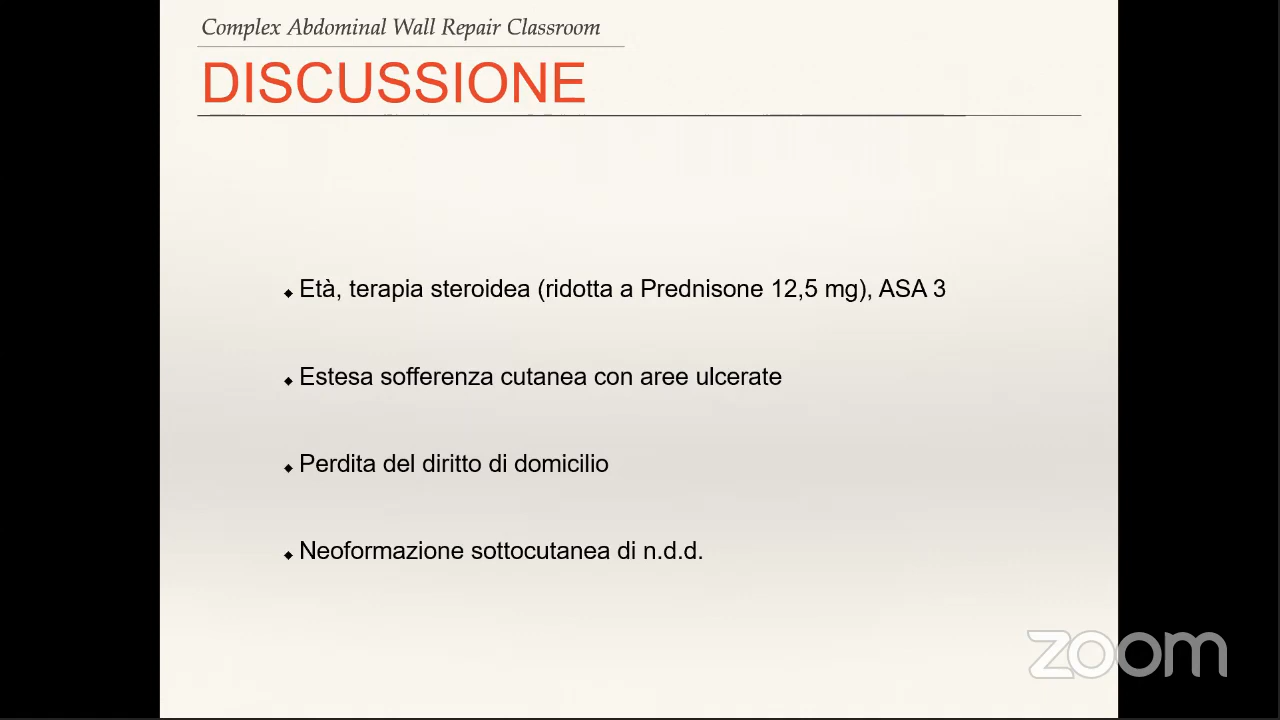 Complex Abdominal Wall Repair Classroom
DISCUSSIONE
Età, terapia steroidea (ridotta a Prednisone 12,5 mg), ASA 3
Estesa sofferenza cutanea con aree ulcerate
Perdita del diritto di domicilio
Neoformazione sottocutanea di n.d.d.
zoom